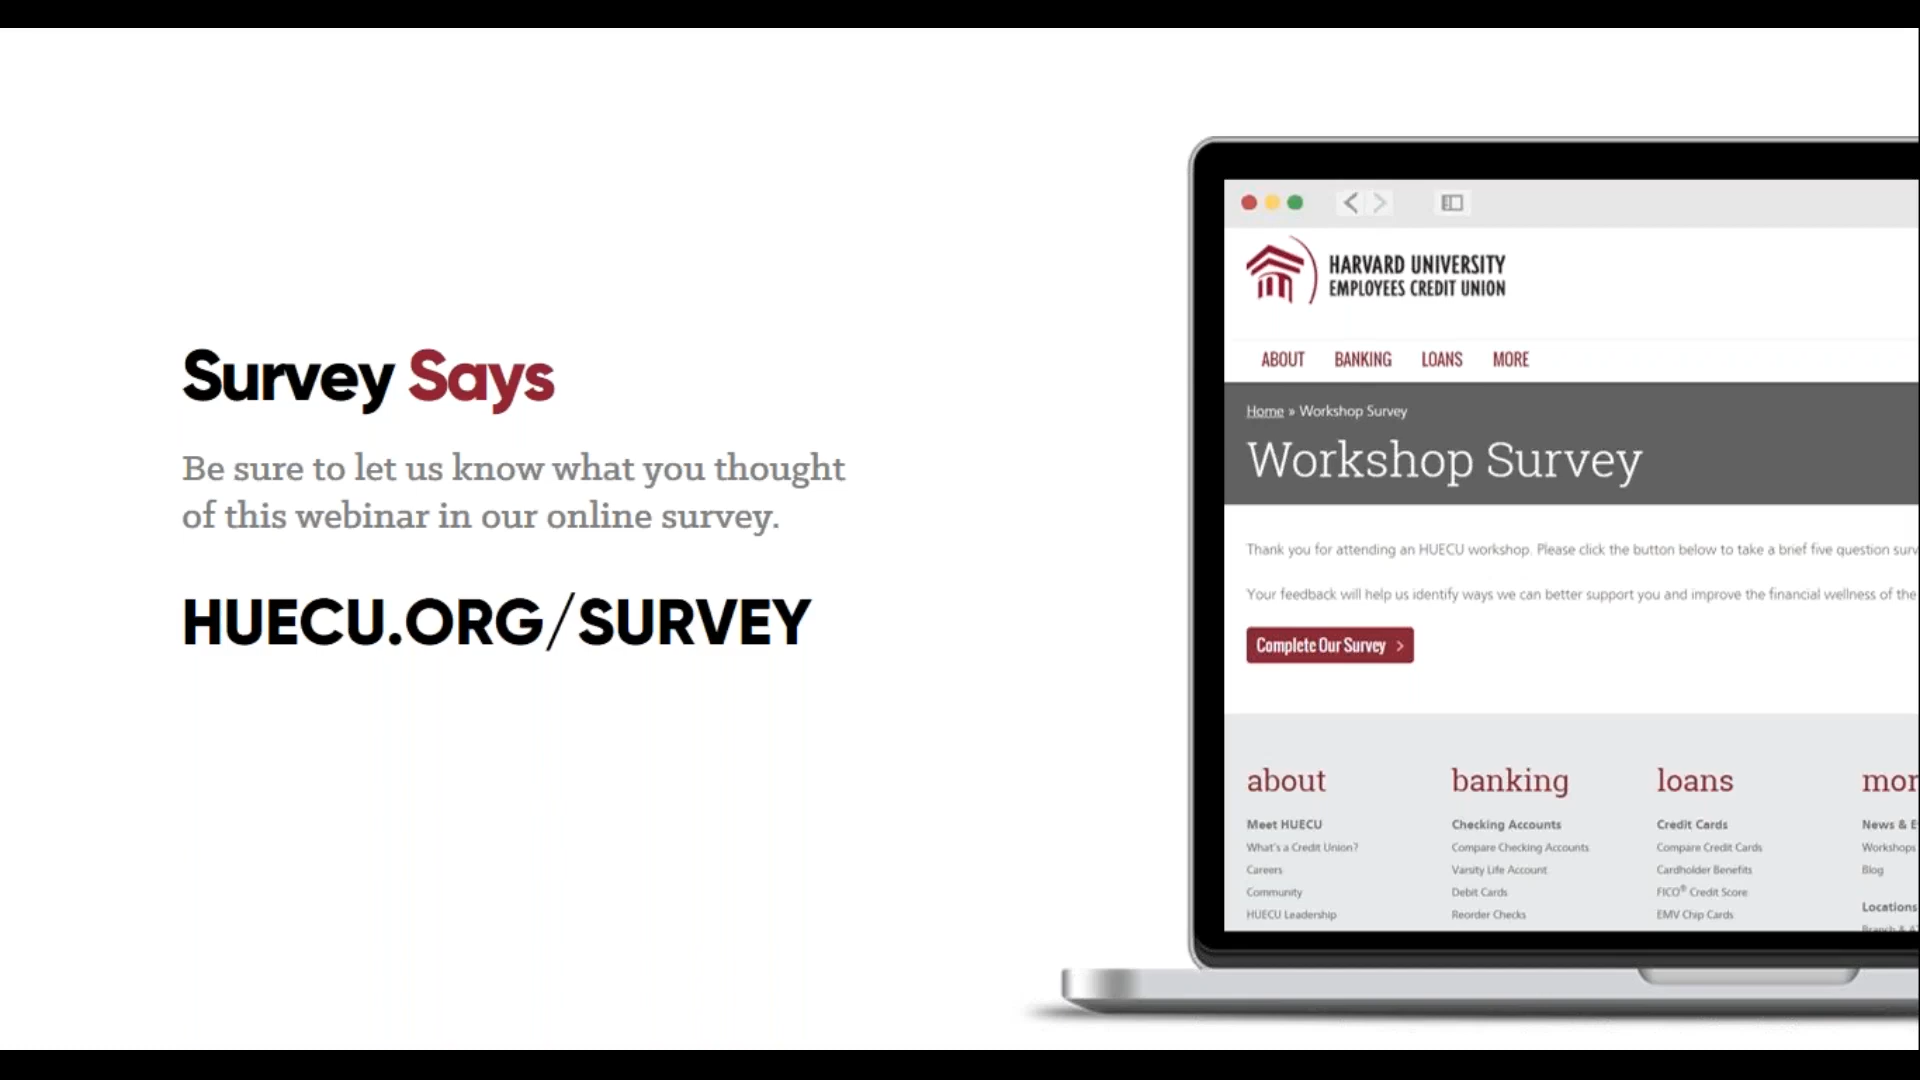 Survey Says
Be sure to let us know what you thought
of this webinar in our online survey.
HUECU.ORG/SURVEY
HARVARD UNIVERSITY
EMPLOYEES CREDIT UNION
ABOUT BANKING LOANS MORE
Home » Workshop Survey
Workshop Survey
Thank you for attending an HUECU workshop. Please click the button below to take a brief five question surv
Your feedback will help us identify ways we can better support you and improve the financial wellness of the
Complete Our Survey >
about
Meet HUECU
What's a Credit Union?
Careers
Community
HUECU Leadership
banking
Checking Accounts
Compare Checking Accounts
Varsity Life Account
Debit Cards
Reorder Checks
loans
Credit Cards
Compare Credit Cards
Cardholder Benefits
FICO® Credit Score
EMV Chip Cards
mor
News & E
Workshops
Blog
Locations